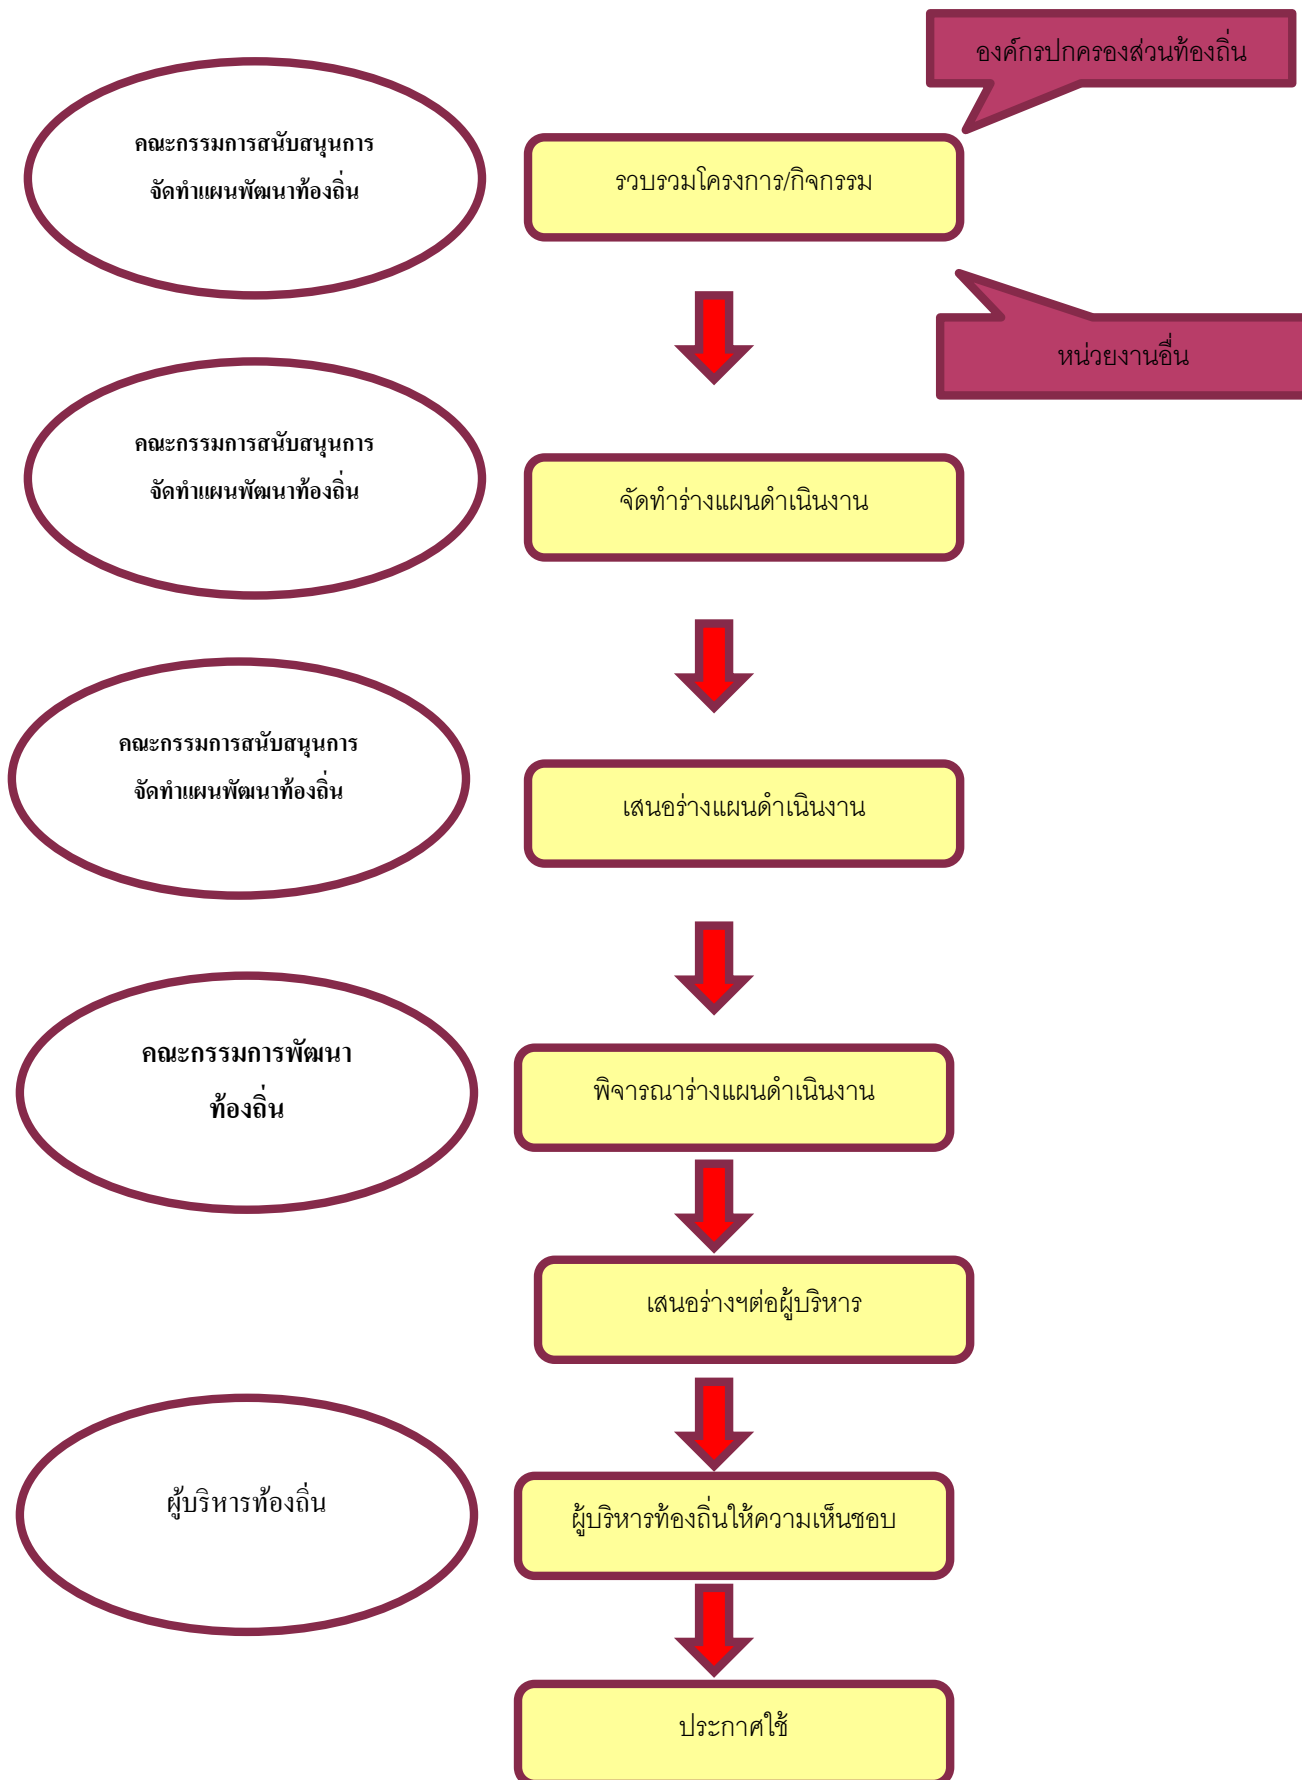 องค์กรปกครองส่วนท้องถิ่น
คณะกรรมการสนับสนุนการ
จัดทำแผนพัฒนาท้องถิ่น
รวบรวมโครงการ/กิจกรรม
หน่วยงานอื่น
คณะกรรมการสนับสนุนการ
จัดทำแผนพัฒนาท้องถิ่น
จัดทำร่างแผนดำเนินงาน
คณะกรรมการสนับสนุนการ
จัดทำแผนพัฒนาท้องถิ่น
เสนอร่างแผนดำเนินงาน
คณะกรรมการพัฒนา
ท้องถิ่น
พิจารณาร่างแผนดำเนินงาน
เสนอร่างฯต่อผู้บริหาร
ผู้บริหารท้องถิ่น
ผู้บริหารท้องถิ่นให้ความเห็นชอบ
ประกาศใช้